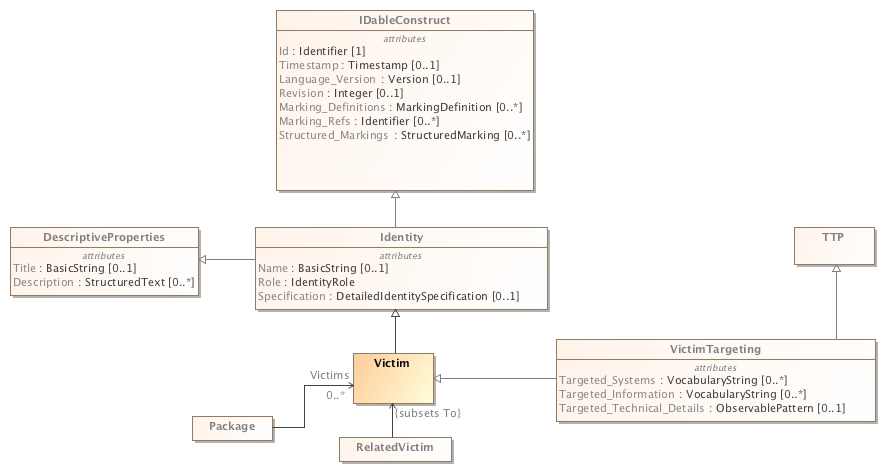 IDableConstruct
attributes
Id : Identifier [1]
Timestamp : Timestamp [0..1]
Language_Version : Version [0..1]
Revision : Integer [0..1]
Marking_Definitions : MarkingDefinition [0..*]
Marking_Refs : Identifier [0..*]
Structured_Markings : StructuredMarking [0..*]
DescriptiveProperties
attributes
Title : BasicString [0..1]
Description : StructuredText [0..*]
Identity
attributes
Name : BasicString [0..1]
Role : IdentityRole
Specification : DetailedIdentitySpecification [0..1]
TTP
Victim
VictimTargeting
attributes
Targeted_Systems : VocabularyString [0..*]
Targeted_Information : VocabularyString [0..*]
Targeted_Technical_Details : ObservablePattern [0..1]
Victims
0..*
{subsets To}
Package
RelatedVictim